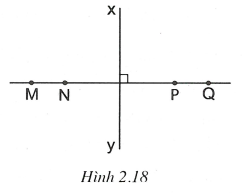 x
M N P Q
y
Hình 2.18